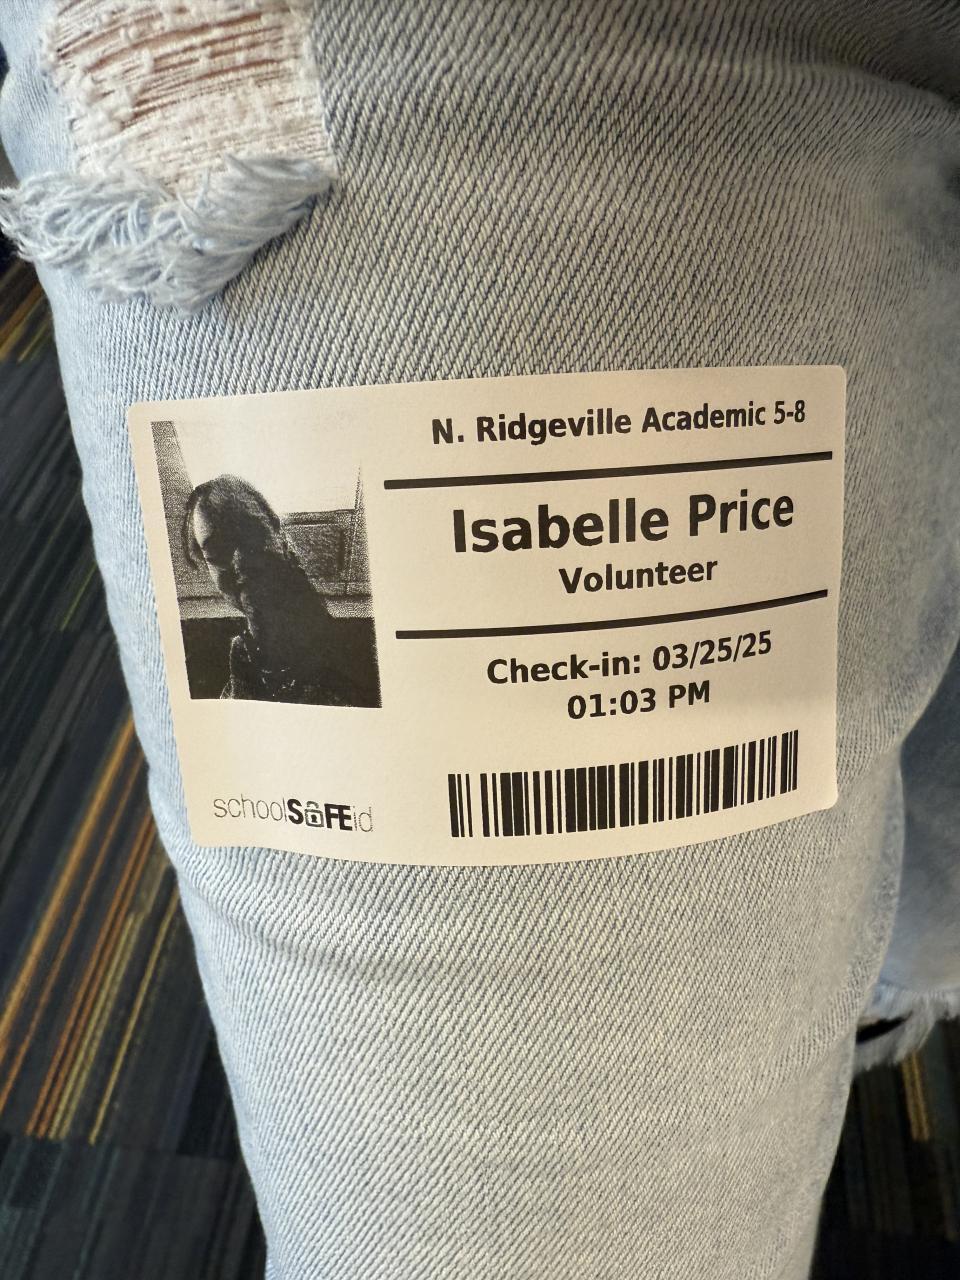 N. Ridgeville Academic 5-8
Isabelle Price
Volunteer
Check-in: 03/25/25
01:03 PM
schoolSAFEid